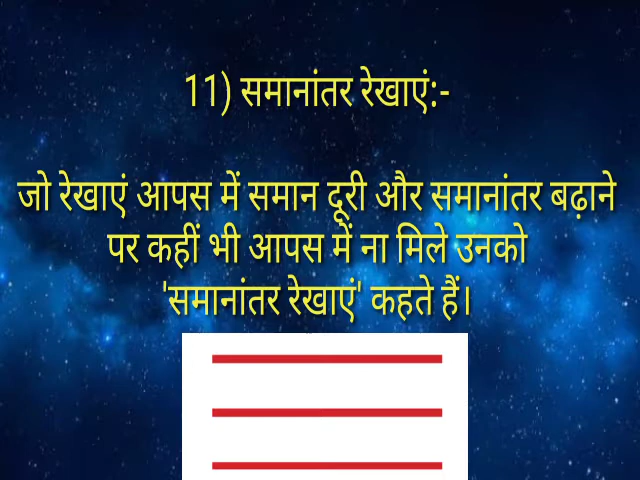 11) समानांतर रेखाएं:-
जो रेखाएं आपस में समान दूरी और समानांतर बढ़ाने
पर कहीं भी आपस में ना मिले उनको
'समानांतर रेखाएं' कहते हैं।